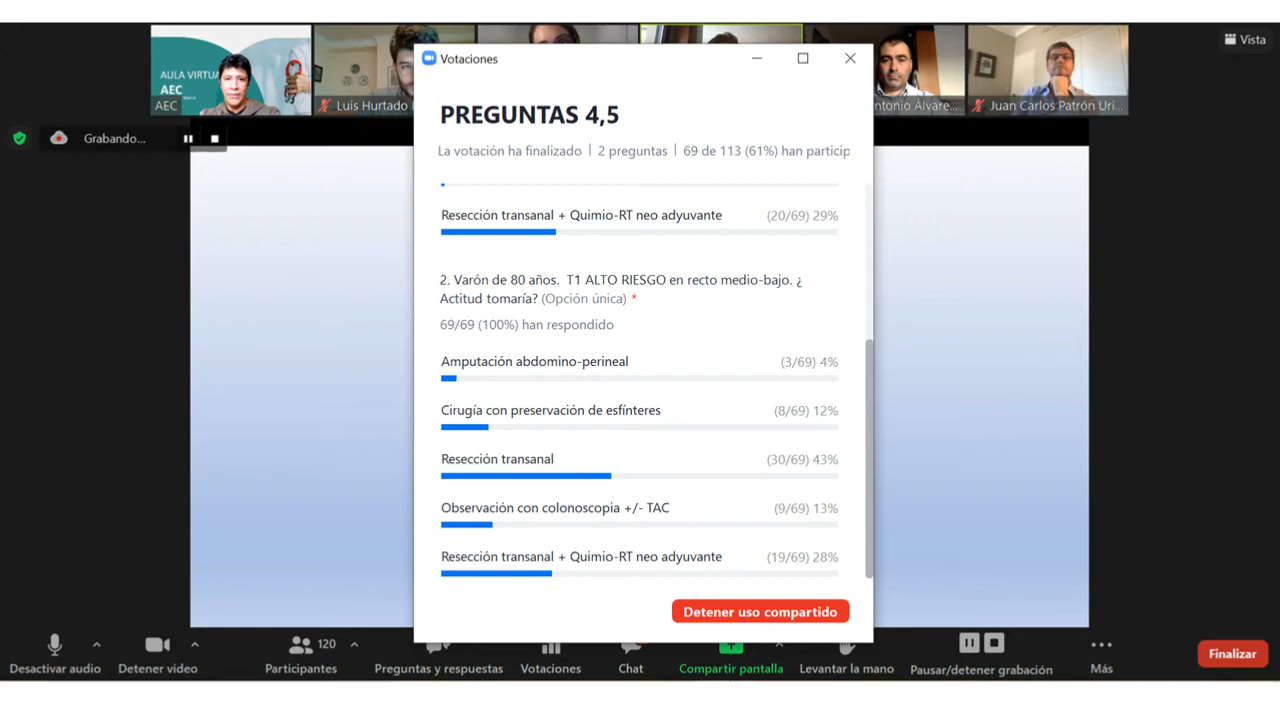 AULA VIRTUA
AEC
AEC
Luis Hurtado
ntonio Álvare...
Juan Carlos Patrón Uri...
Vista
Grabando...
Votaciones
PREGUNTAS 4,5
La votación ha finalizado | 2 preguntas | 69 de 113 (61%) han particip
Resección transanal + Quimio-RT neo adyuvante (20/69) 29%
2. Varón de 80 años. T1 ALTO RIESGO en recto medio-bajo. ¿
Actitud tomaría? (Opción única) *
69/69 (100%) han respondido
Amputación abdomino-perineal (3/69) 4%
Cirugía con preservación de esfínteres (8/69) 12%
Resección transanal (30/69) 43%
Observación con colonoscopia +/- TAC (9/69) 13%
Resección transanal + Quimio-RT neo adyuvante (19/69) 28%
Detener uso compartido
120
Desactivar audio
Detener video
Participantes
Preguntas y respuestas
Votaciones
Chat
Compartir pantalla
Levantar la mano
Pausar/detener grabación
Más
Finalizar